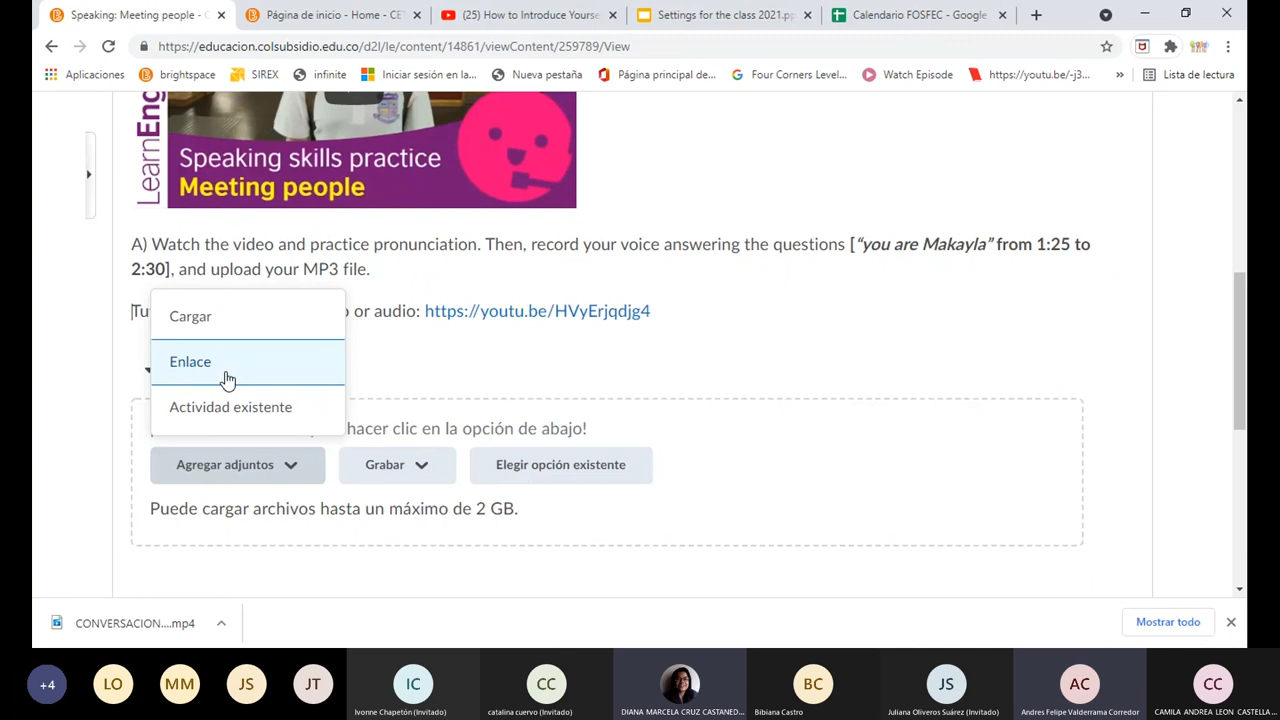 Speaking: Meeting people - C
Página de inicio - Home - CET
(25) How to Introduce Yourse
Settings for the class 2021.pp
Calendario FOSFEC - Google
https://educacion.colsubsidio.edu.co/d2l/le/content/14861/viewContent/259789/View
Aplicaciones
brightspace
SIREX
infinite
Iniciar sesión en la...
Nueva pestaña
Página principal de...
Four Corners Level...
Watch Episode
https://youtu.be/-j3...
»
Lista de lectura
LearnEng
Speaking skills practice
Meeting people
A) Watch the video and practice pronunciation. Then, record your voice answering the questions [“you are Makayla” from 1:25 to
2:30], and upload your MP3 file.
Tu
o or audio: https://youtu.be/HVyErjqdjg4
Cargar
Enlace
Actividad existente
hacer clic en la opción de abajo!
Agregar adjuntos
Grabar
Elegir opción existente
Puede cargar archivos hasta un máximo de 2 GB.
CONVERSACION....mp4
Mostrar todo
+4
LO
MM
JS
JT
IC
CC
BC
JS
AC
CC
Ivonne Chapetón (Invitado)
catalina cuervo (Invitado)
DIANA MARCELA CRUZ CASTANED...
Bibiana Castro
Juliana Oliveros Suárez (Invitado)
Andres Felipe Valderrama Corredor
CAMILA ANDREA LEON CASTELLA...